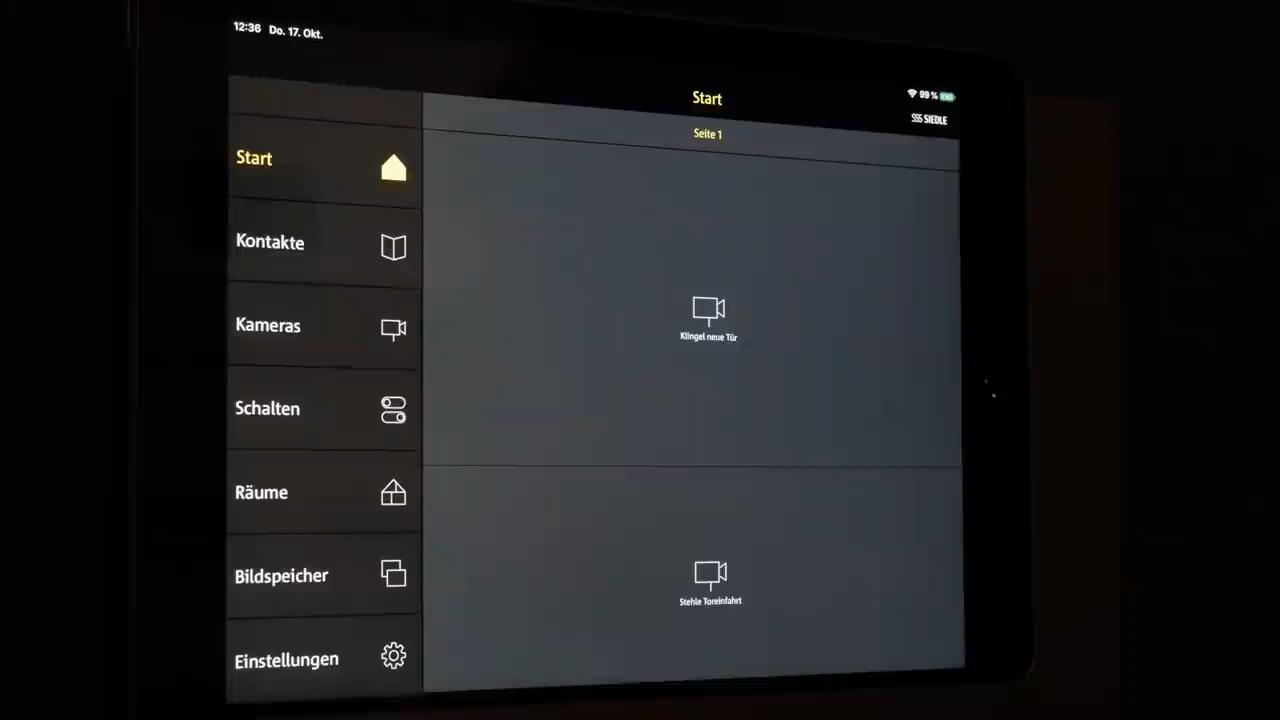 12:36 Do. 17. Okt.
Start
99 %
SSS SIEDLE
Seite 1
Start
Kontakte
Kameras
Schalten
Räume
Bildspeicher
Einstellungen
Klingel neue Tür
Stehle Toreinfahrt